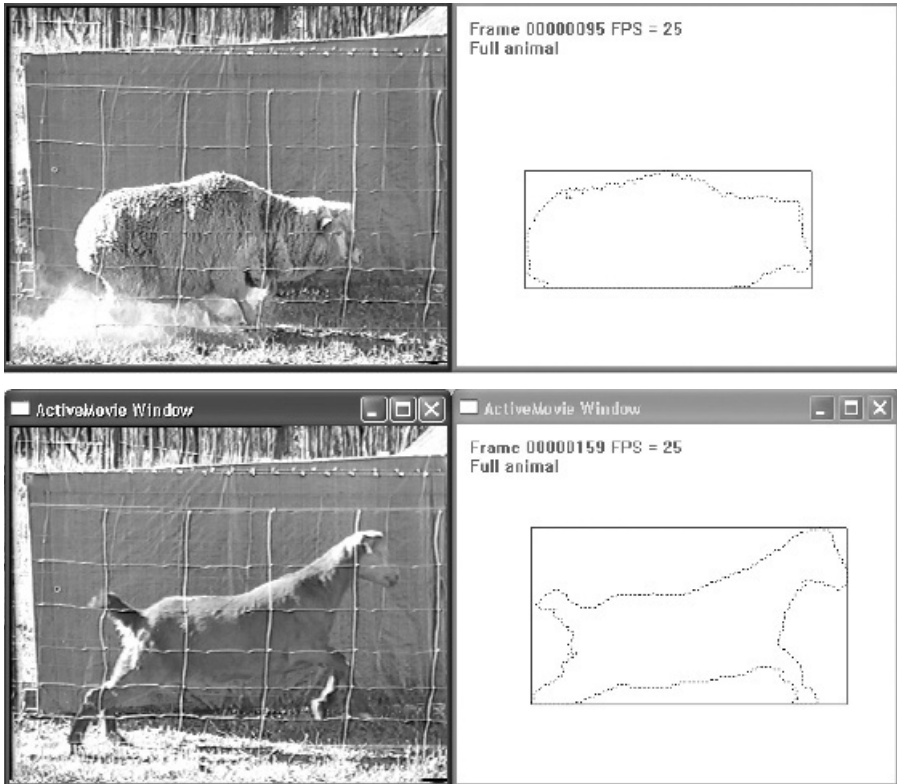 Frame 00000095 FPS = 25
Full animal
ActiveMovie Window
ActiveMovie Window
Frame 00000159 FPS = 25
Full animal